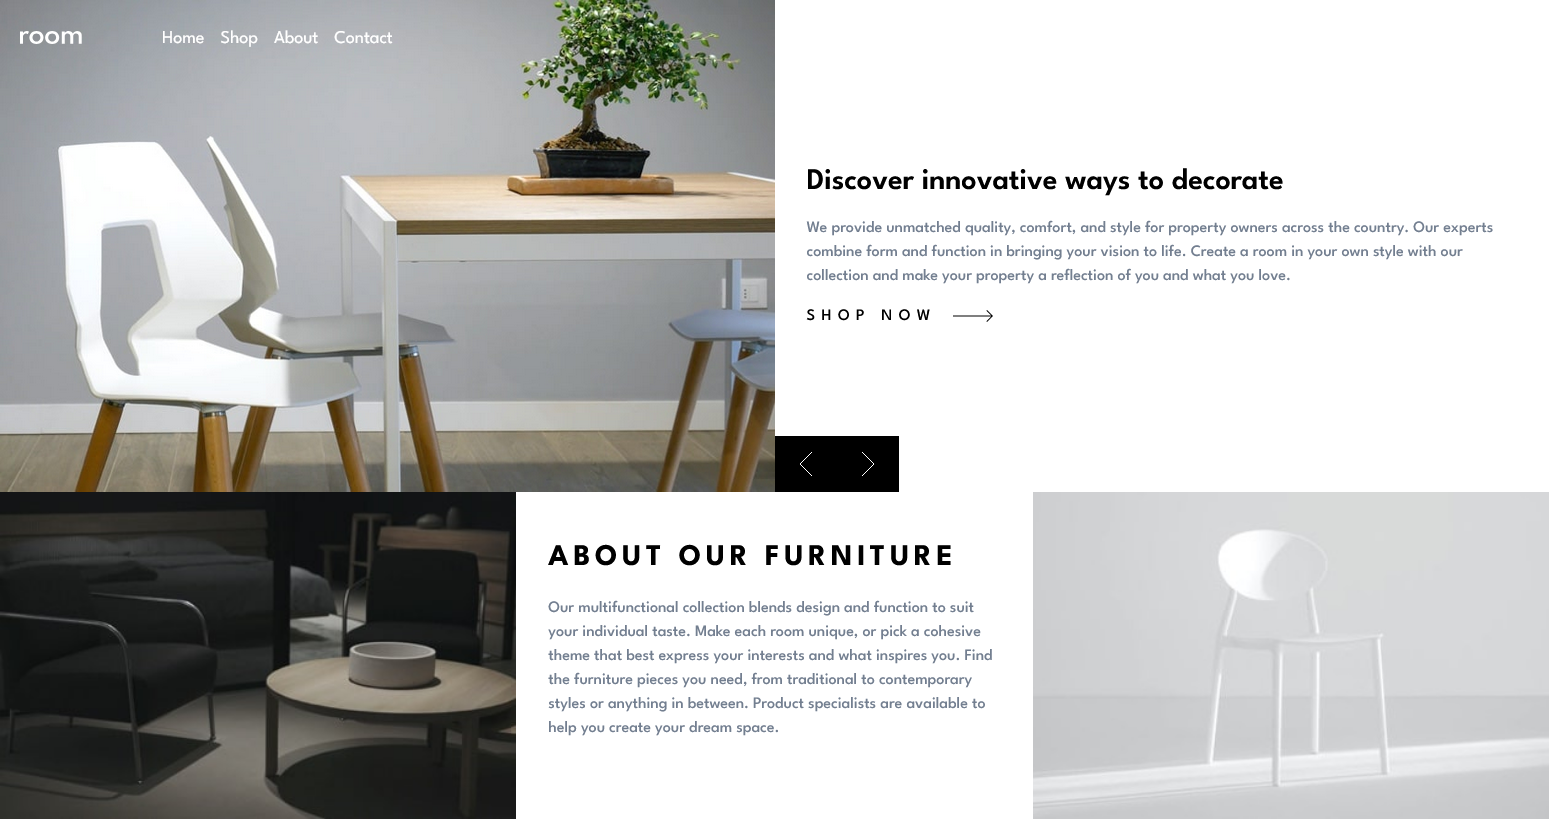 room
Home Shop About Contact
Discover innovative ways to decorate
We provide unmatched quality, comfort, and style for property owners across the country. Our experts
combine form and function in bringing your vision to life. Create a room in your own style with our
collection and make your property a reflection of you and what you love.
SHOP NOW
ABOUT OUR FURNITURE
Our multifunctional collection blends design and function to suit
your individual taste. Make each room unique, or pick a cohesive
theme that best express your interests and what inspires you. Find
the furniture pieces you need, from traditional to contemporary
styles or anything in between. Product specialists are available to
help you create your dream space.